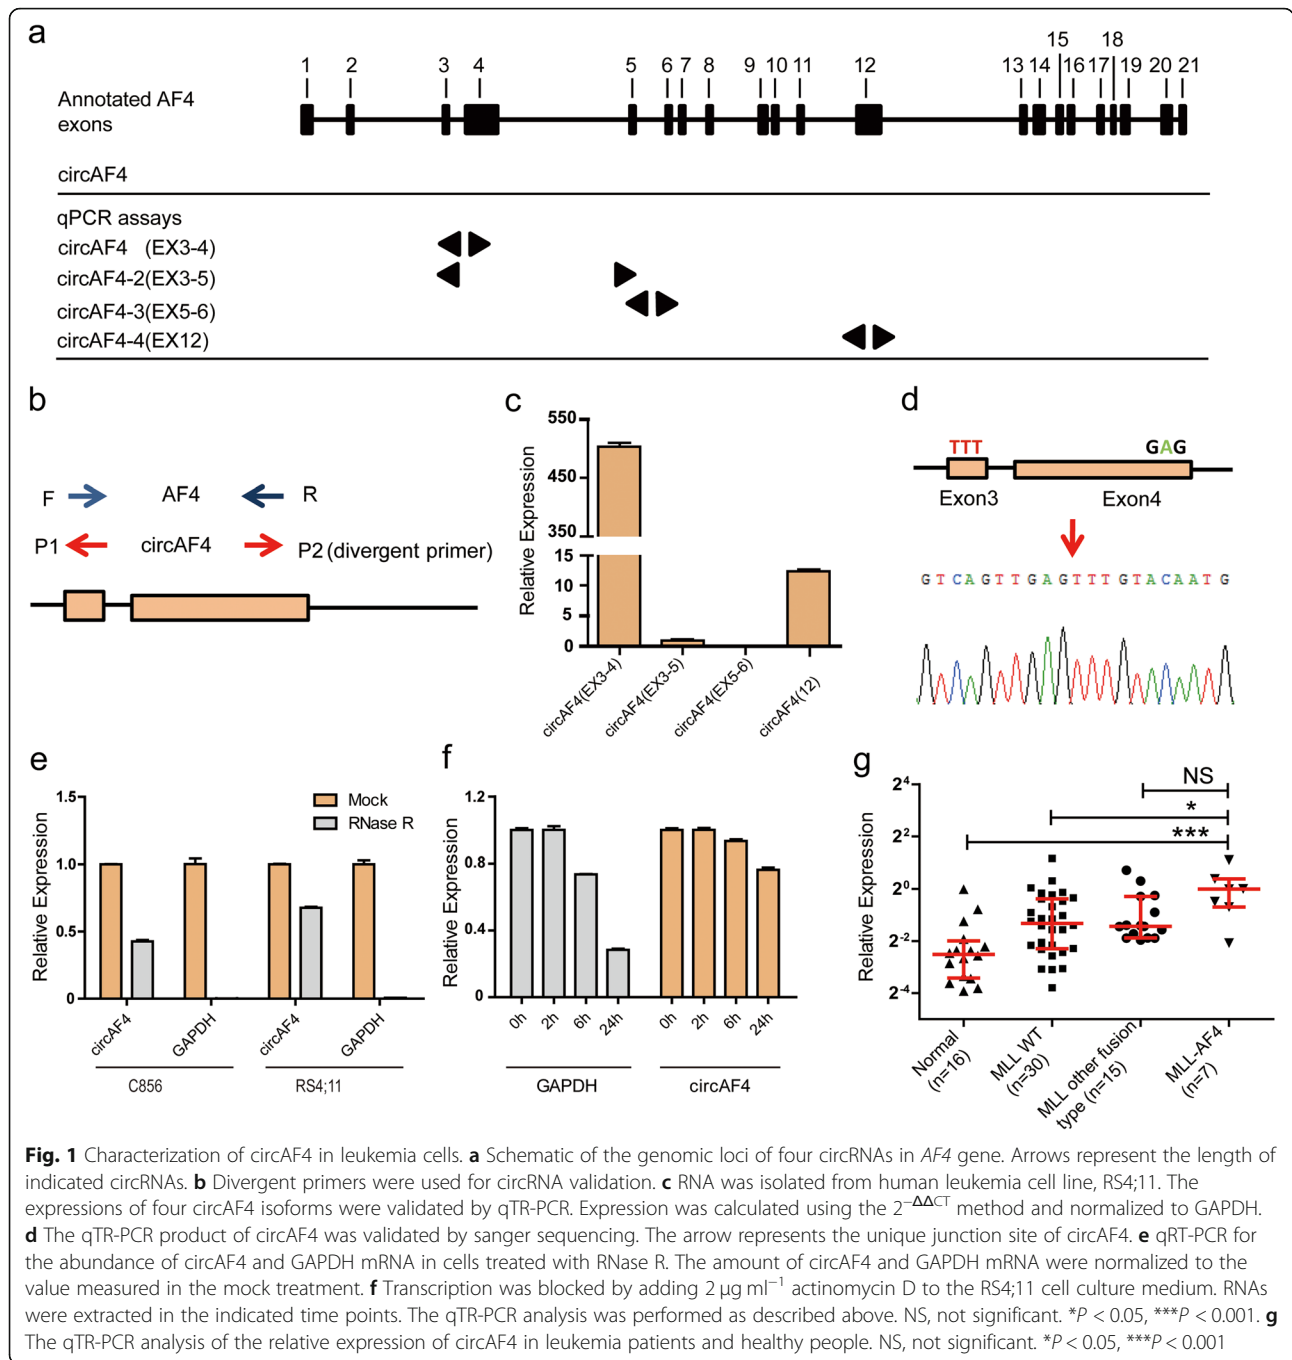 a
15 18
1 2 3 4 5 6 7 8 9 10 11 12 13 14 16 17 19 20 21
Annotated AF4
exons
circAF4
qPCR assays
circAF4 (EX3-4)
circAF4-2(EX3-5)
circAF4-3(EX5-6)
circAF4-4(EX12)
b
F AF4 R
P1 circAF4 P2 (divergent primer)
c
Relative Expression
550
450
350
15
10
5
0
circAF4(EX3-4)
circAF4(EX3-5)
circAF4(EX5-6)
circAF4(12)
d
TTT GAG
Exon3 Exon4
G T C A G T T G A G T T T G T A C A A T G
e
Relative Expression
1.5
1.0
0.5
0
Mock
RNase R
circAF4 GAPDH circAF4 GAPDH
C856 RS4;11
f
Relative Expression
1.2
0.8
0.4
0
0h 2h 6h 24h 0h 2h 6h 24h
GAPDH circAF4
g
Relative Expression
2⁴
2²
2⁰
2⁻²
2⁻⁴
NS
*
***
Normal
(n=16)
MLL WT
(n=30)
MLL other fusion
type (n=15)
MLL-AF4
(n=7)
Fig. 1 Characterization of circAF4 in leukemia cells. a Schematic of the genomic loci of four circRNAs in AF4 gene. Arrows represent the length of
indicated circRNAs. b Divergent primers were used for circRNA validation. c RNA was isolated from human leukemia cell line, RS4;11. The
expressions of four circAF4 isoforms were validated by qTR-PCR. Expression was calculated using the 2^−ΔΔCT method and normalized to GAPDH.
d The qTR-PCR product of circAF4 was validated by sanger sequencing. The arrow represents the unique junction site of circAF4. e qRT-PCR for
the abundance of circAF4 and GAPDH mRNA in cells treated with RNase R. The amount of circAF4 and GAPDH mRNA were normalized to the
value measured in the mock treatment. f Transcription was blocked by adding 2 μg ml⁻¹ actinomycin D to the RS4;11 cell culture medium. RNAs
were extracted in the indicated time points. The qTR-PCR analysis was performed as described above. NS, not significant. *P < 0.05, ***P < 0.001. g
The qTR-PCR analysis of the relative expression of circAF4 in leukemia patients and healthy people. NS, not significant. *P < 0.05, ***P < 0.001